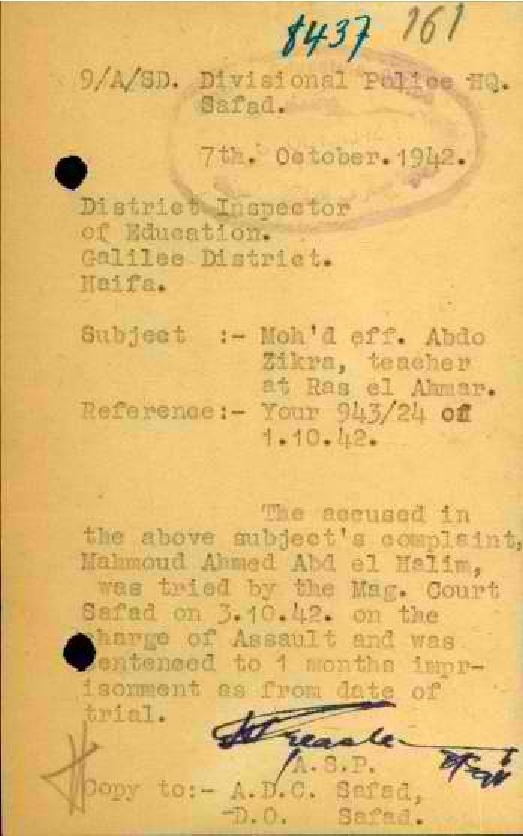 8437 161
9/A/SD. Divisional Police HQ.
Safad.
7th. October.1942.
District Inspector
of Education.
Galilee District.
Haifa.
Subject :- Moh'd eff. Abdo
Zikra, teacher
at Ras el Ahmar.
Reference:- Your 943/24 of
1.10.42.
The accused in
the above subject's complaint,
Mahmoud Ahmed Abd el Halim,
was tried by the Mag. Court
Safad on 3.10.42. on the
charge of Assault and was
sentenced to 1 months impr-
isonment as from date of
trial.
A.S.P.
Copy to:- A.D.C. Safad,
-D.O. Safad.